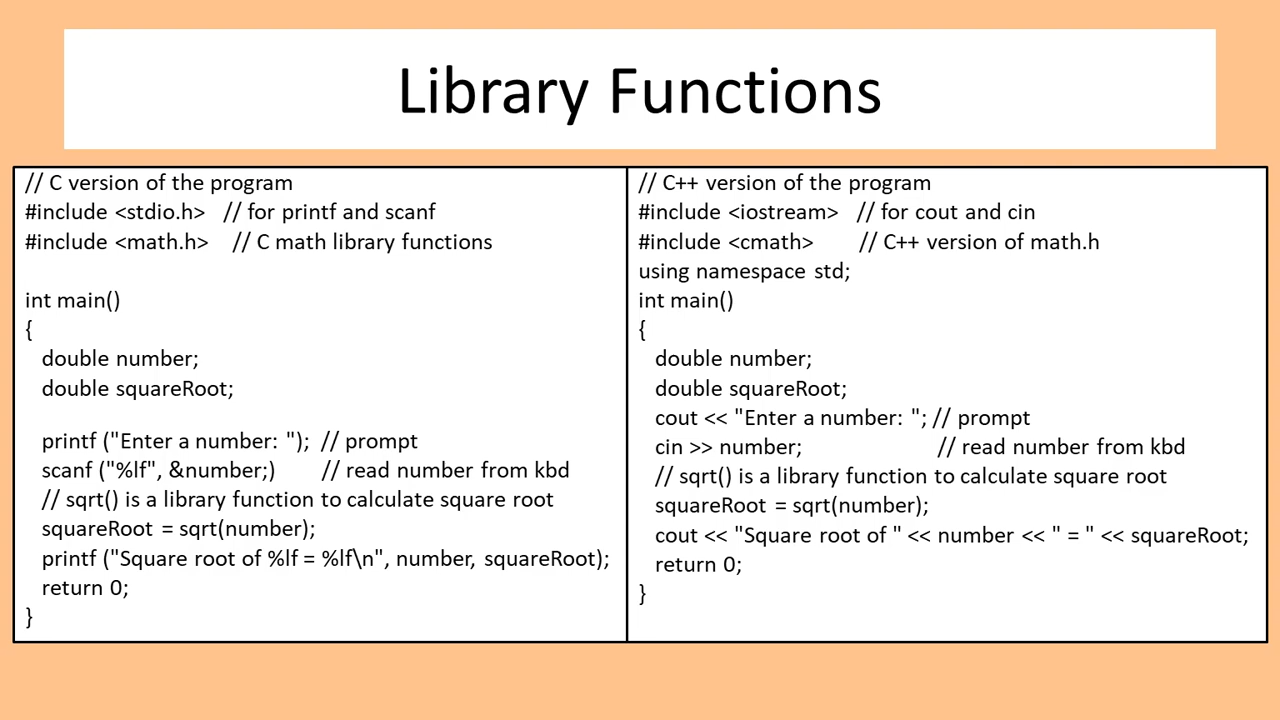 Library Functions
// C version of the program
#include <stdio.h>   // for printf and scanf
#include <math.h>    // C math library functions
int main()
{
   double number;
   double squareRoot;
   printf ("Enter a number: ");  // prompt
   scanf ("%lf", &number;)       // read number from kbd
   // sqrt() is a library function to calculate square root
   squareRoot = sqrt(number);
   printf ("Square root of %lf = %lf\n", number, squareRoot);
   return 0;
}
// C++ version of the program
#include <iostream>   // for cout and cin
#include <cmath>       // C++ version of math.h
using namespace std;
int main()
{
   double number;
   double squareRoot;
   cout << "Enter a number: "; // prompt
   cin >> number;                    // read number from kbd
   // sqrt() is a library function to calculate square root
   squareRoot = sqrt(number);
   cout << "Square root of " << number << " = " << squareRoot;
   return 0;
}